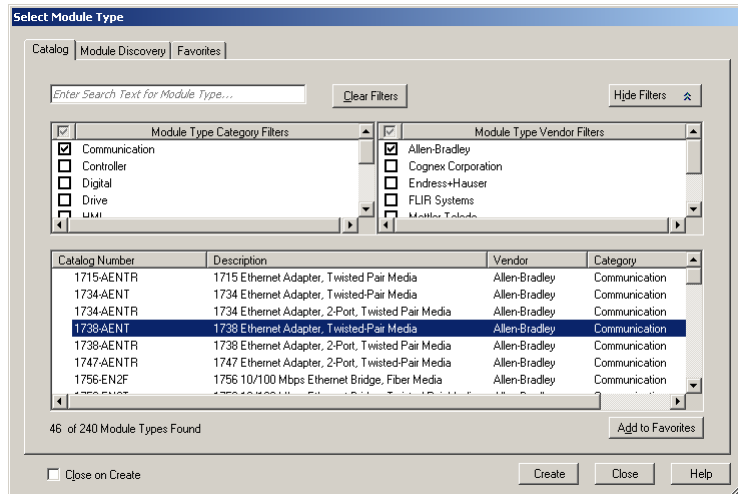 Select Module Type
Catalog Module Discovery Favorites
Enter Search Text for Module Type... Clear Filters Hide Filters
Module Type Category Filters Module Type Vendor Filters
Communication Allen-Bradley
Controller Cognex Corporation
Digital Endress+Hauser
Drive FLIR Systems
HMI Mettler Toledo
Catalog Number Description Vendor Category
1715-AENTR 1715 Ethernet Adapter, Twisted-Pair Media Allen-Bradley Communication
1734-AENT 1734 Ethernet Adapter, Twisted-Pair Media Allen-Bradley Communication
1734-AENTR 1734 Ethernet Adapter, 2-Port, Twisted-Pair Media Allen-Bradley Communication
1738-AENT 1738 Ethernet Adapter, Twisted-Pair Media Allen-Bradley Communication
1738-AENTR 1738 Ethernet Adapter, 2-Port, Twisted-Pair Media Allen-Bradley Communication
1747-AENTR 1747 Ethernet Adapter, 2-Port, Twisted-Pair Media Allen-Bradley Communication
1756-EN2F 1756 10/100 Mbps Ethernet Bridge, Fiber Media Allen-Bradley Communication
46 of 240 Module Types Found Add to Favorites
Close on Create Create Close Help